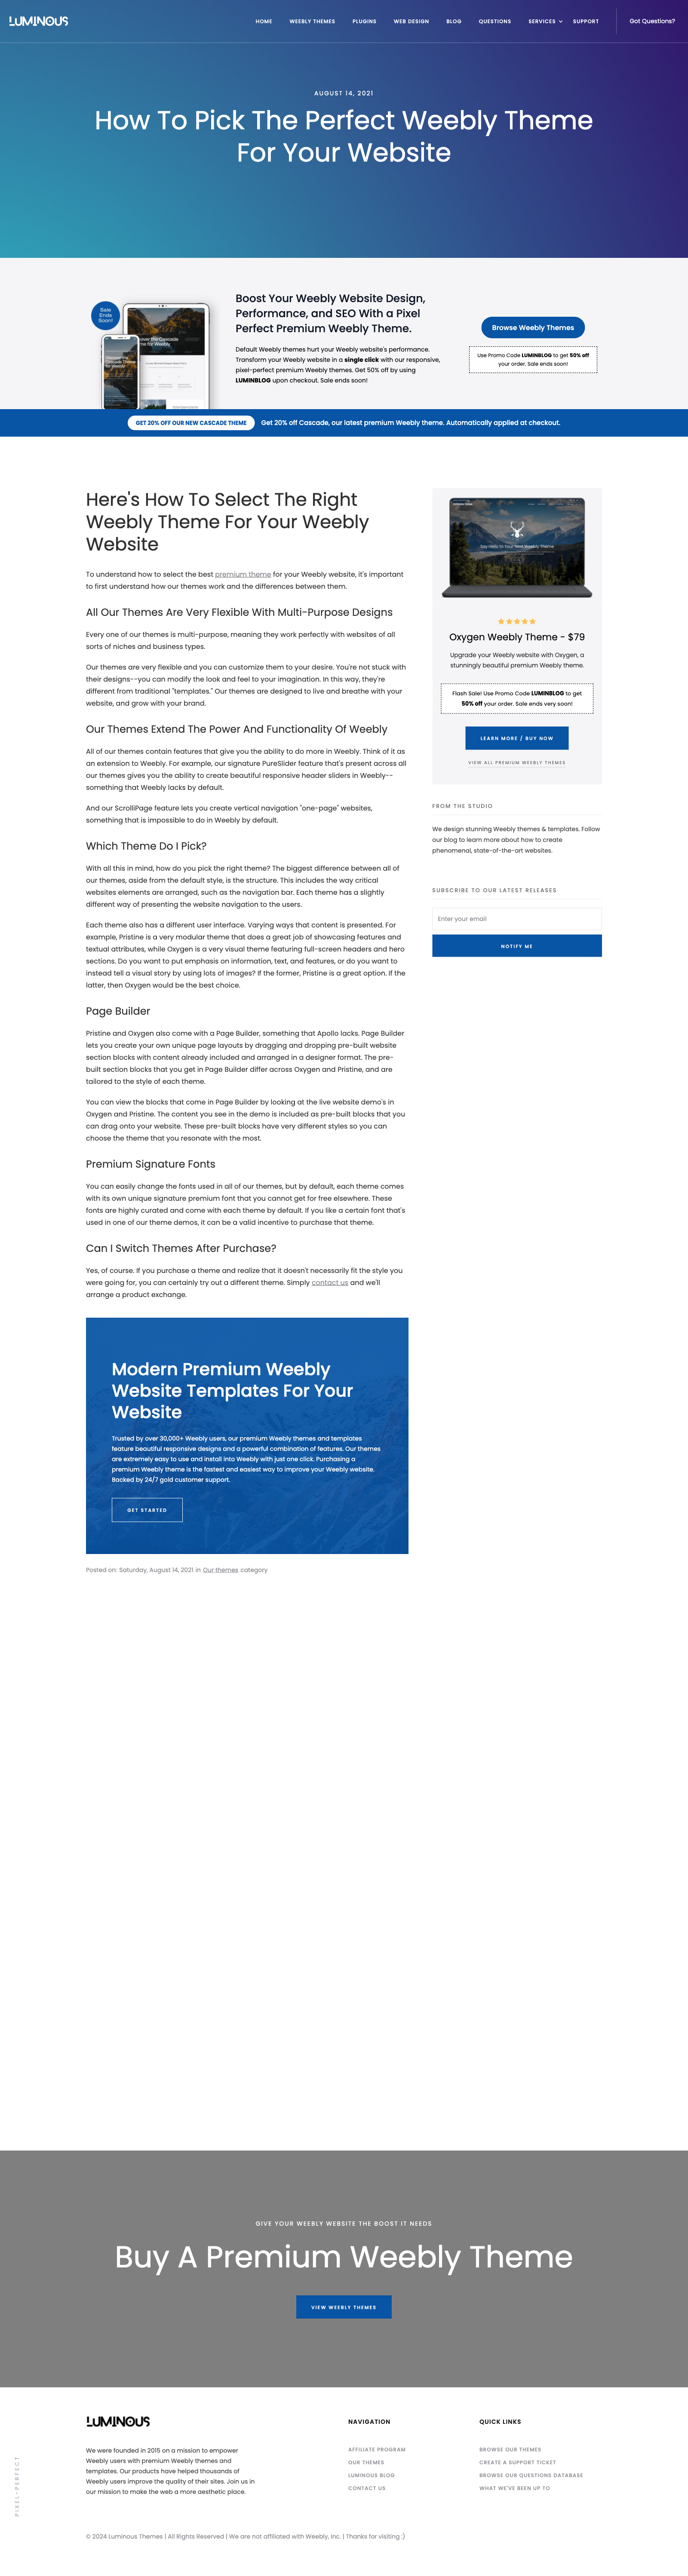 LUMINOUS
HOME WEEBLY THEMES PLUGINS WEB DESIGN BLOG QUESTIONS SERVICES SUPPORT Got Questions?
AUGUST 14, 2021
How To Pick The Perfect Weebly Theme
For Your Website
Sale
Ends
Soon!
Boost Your Weebly Website Design,
Performance, and SEO With a Pixel
Perfect Premium Weebly Theme.
Default Weebly themes hurt your Weebly website's performance.
Transform your Weebly website in a single click with our responsive,
pixel-perfect premium Weebly themes. Get 50% off by using
LUMINBLOG upon checkout. Sale ends soon!
Browse Weebly Themes
Use Promo Code LUMINBLOG to get 50% off
your order. Sale ends soon!
GET 20% OFF OUR NEW CASCADE THEME Get 20% off Cascade, our latest premium Weebly theme. Automatically applied at checkout.
Here's How To Select The Right
Weebly Theme For Your Weebly
Website
To understand how to select the best premium theme for your Weebly website, it's important
to first understand how our themes work and the differences between them.
All Our Themes Are Very Flexible With Multi-Purpose Designs
Every one of our themes is multi-purpose, meaning they work perfectly with websites of all
sorts of niches and business types.
Our themes are very flexible and you can customize them to your desire. You're not stuck with
their designs--you can modify the look and feel to your imagination. In this way, they're
different from traditional "templates." Our themes are designed to live and breathe with your
website, and grow with your brand.
Our Themes Extend The Power And Functionality Of Weebly
All of our themes contain features that give you the ability to do more in Weebly. Think of it as
an extension to Weebly. For example, our signature PureSlider feature that's present across all
our themes gives you the ability to create beautiful responsive header sliders in Weebly--
something that Weebly lacks by default.
And our ScrolliPage feature lets you create vertical navigation "one-page" websites,
something that is impossible to do in Weebly by default.
Which Theme Do I Pick?
With all this in mind, how do you pick the right theme? The biggest difference between all of
our themes, aside from the default style, is the structure. This includes the way critical
websites elements are arranged, such as the navigation bar. Each theme has a slightly
different way of presenting the website navigation to the users.
Each theme also has a different user interface. Varying ways that content is presented. For
example, Pristine is a very modular theme that does a great job of showcasing features and
textual attributes, while Oxygen is a very visual theme featuring full-screen headers and hero
sections. Do you want to put emphasis on information, text, and features, or do you want to
instead tell a visual story by using lots of images? If the former, Pristine is a great option. If the
latter, then Oxygen would be the best choice.
Page Builder
Pristine and Oxygen also come with a Page Builder, something that Apollo lacks. Page Builder
lets you create your own unique page layouts by dragging and dropping pre-built website
section blocks with content already included and arranged in a designer format. The pre-
built section blocks that you get in Page Builder differ across Oxygen and Pristine, and are
tailored to the style of each theme.
You can view the blocks that come in Page Builder by looking at the live website demo's in
Oxygen and Pristine. The content you see in the demo is included as pre-built blocks that you
can drag onto your website. These pre-built blocks have very different styles so you can
choose the theme that you resonate with the most.
Premium Signature Fonts
You can easily change the fonts used in all of our themes, but by default, each theme comes
with its own unique signature premium font that you cannot get for free elsewhere. These
fonts are highly curated and come with each theme by default. If you like a certain font that's
used in one of our theme demos, it can be a valid incentive to purchase that theme.
Can I Switch Themes After Purchase?
Yes, of course. If you purchase a theme and realize that it doesn't necessarily fit the style you
were going for, you can certainly try out a different theme. Simply contact us and we'll
arrange a product exchange.
Modern Premium Weebly
Website Templates For Your
Website
Trusted by over 30,000+ Weebly users, our premium Weebly themes and templates
feature beautiful responsive designs and a powerful combination of features. Our themes
are extremely easy to use and install into Weebly with just one click. Purchasing a
premium Weebly theme is the fastest and easiest way to improve your Weebly website.
Backed by 24/7 gold customer support.
GET STARTED
Posted on: Saturday, August 14, 2021 in Our themes category
Say Hello To Your Next Weebly Theme
Oxygen Weebly Theme - $79
Upgrade your Weebly website with Oxygen, a
stunningly beautiful premium Weebly theme.
Flash Sale! Use Promo Code LUMINBLOG to get
50% off your order. Sale ends very soon!
LEARN MORE / BUY NOW
VIEW ALL PREMIUM WEEBLY THEMES
FROM THE STUDIO
We design stunning Weebly themes & templates. Follow
our blog to learn more about how to create
phenomenal, state-of-the-art websites.
SUBSCRIBE TO OUR LATEST RELEASES
Enter your email
NOTIFY ME
GIVE YOUR WEEBLY WEBSITE THE BOOST IT NEEDS
Buy A Premium Weebly Theme
VIEW WEEBLY THEMES
PIXEL-PERFECT
LUMINOUS
We were founded in 2015 on a mission to empower
Weebly users with premium Weebly themes and
templates. Our products have helped thousands of
Weebly users improve the quality of their sites. Join us in
our mission to make the web a more aesthetic place.
NAVIGATION
AFFILIATE PROGRAM
OUR THEMES
LUMINOUS BLOG
CONTACT US
QUICK LINKS
BROWSE OUR THEMES
CREATE A SUPPORT TICKET
BROWSE OUR QUESTIONS DATABASE
WHAT WE'VE BEEN UP TO
© 2024 Luminous Themes | All Rights Reserved | We are not affiliated with Weebly, Inc. | Thanks for visiting :)